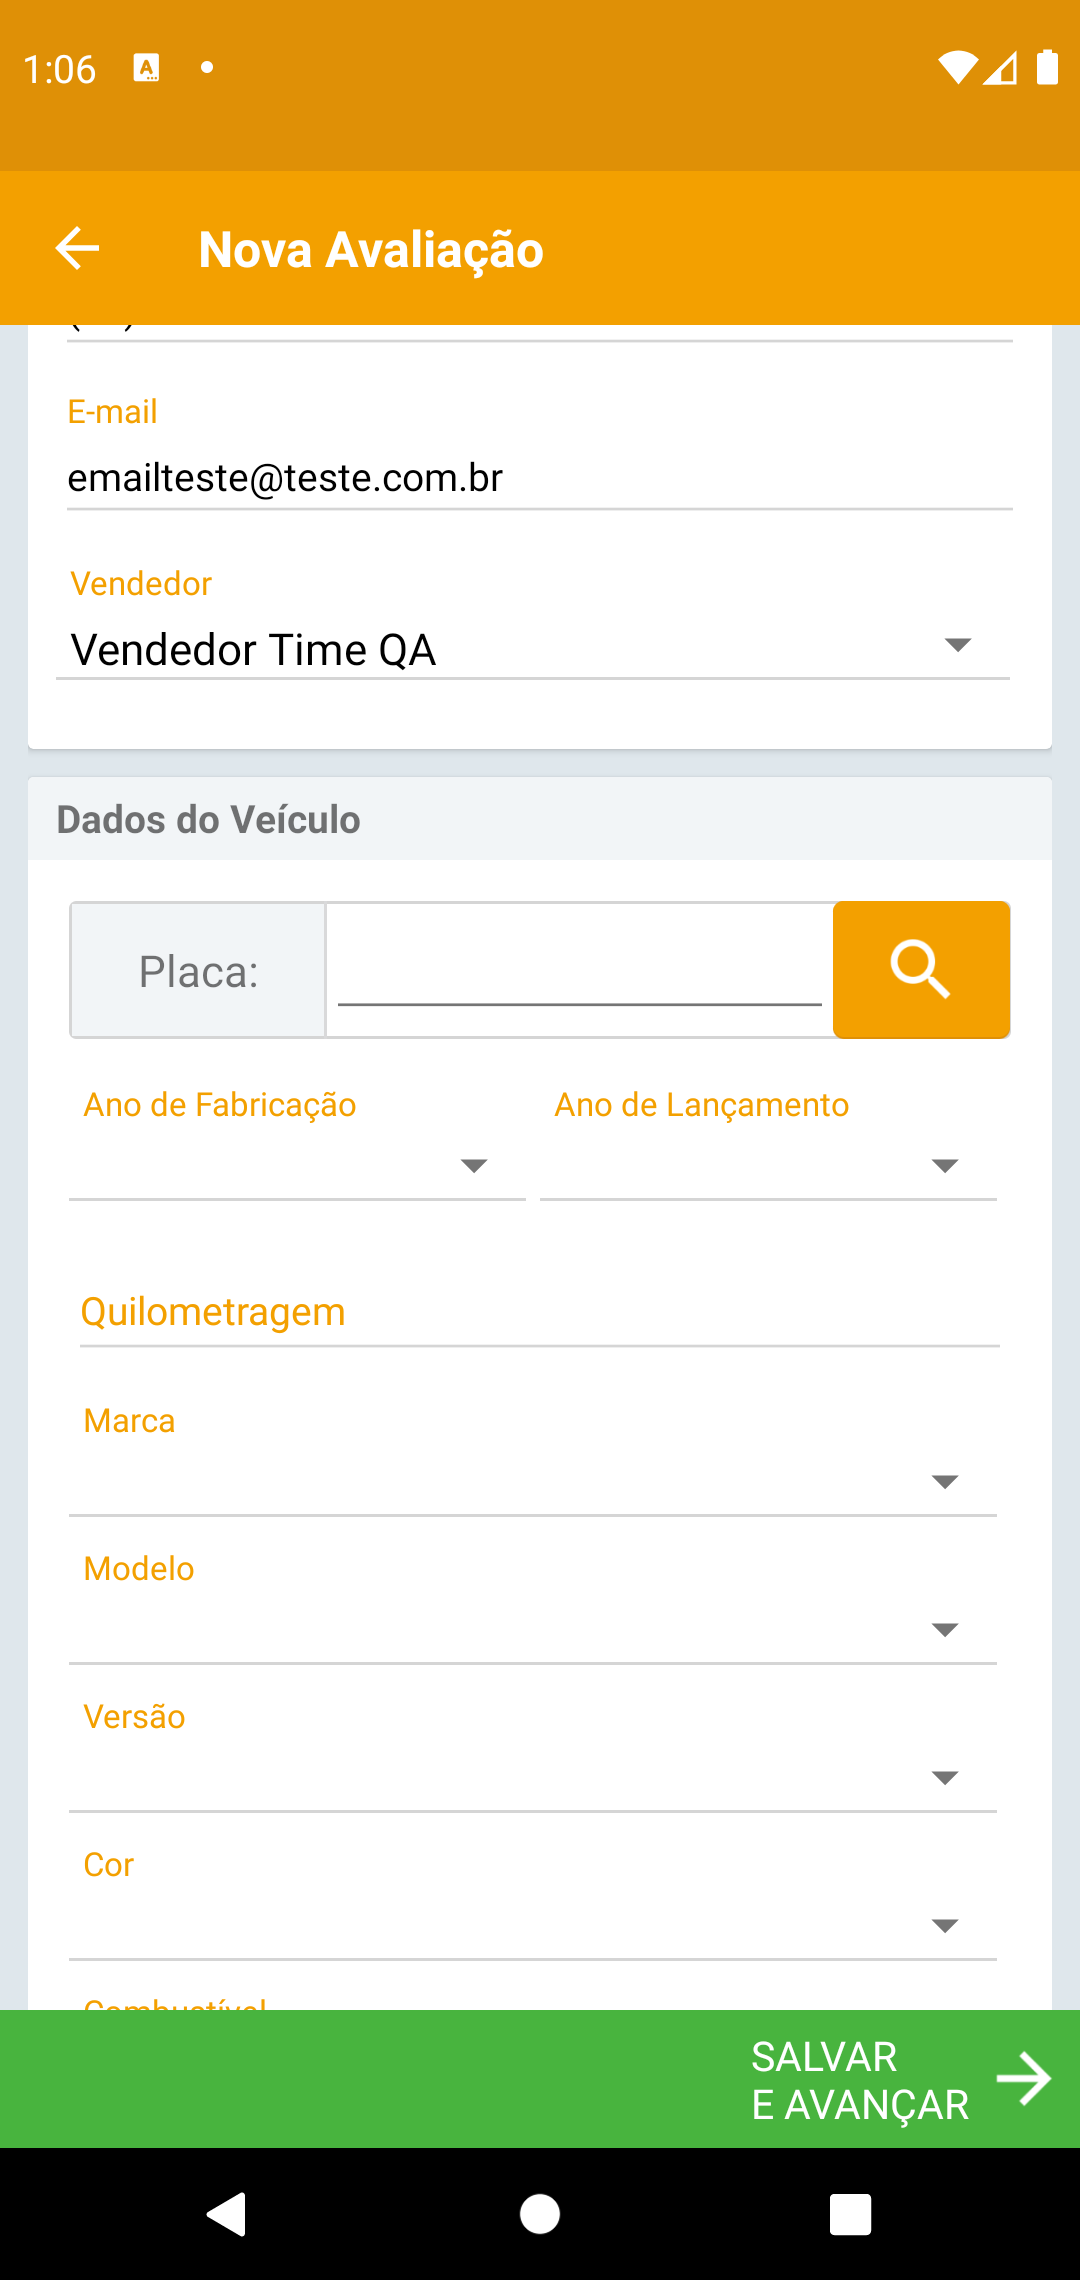 1:06
Nova Avaliação
E-mail
emailteste@teste.com.br
Vendedor
Vendedor Time QA
Dados do Veículo
Placa:
Ano de Fabricação Ano de Lançamento
Quilometragem
Marca
Modelo
Versão
Cor
Combustível
SALVAR
E AVANÇAR